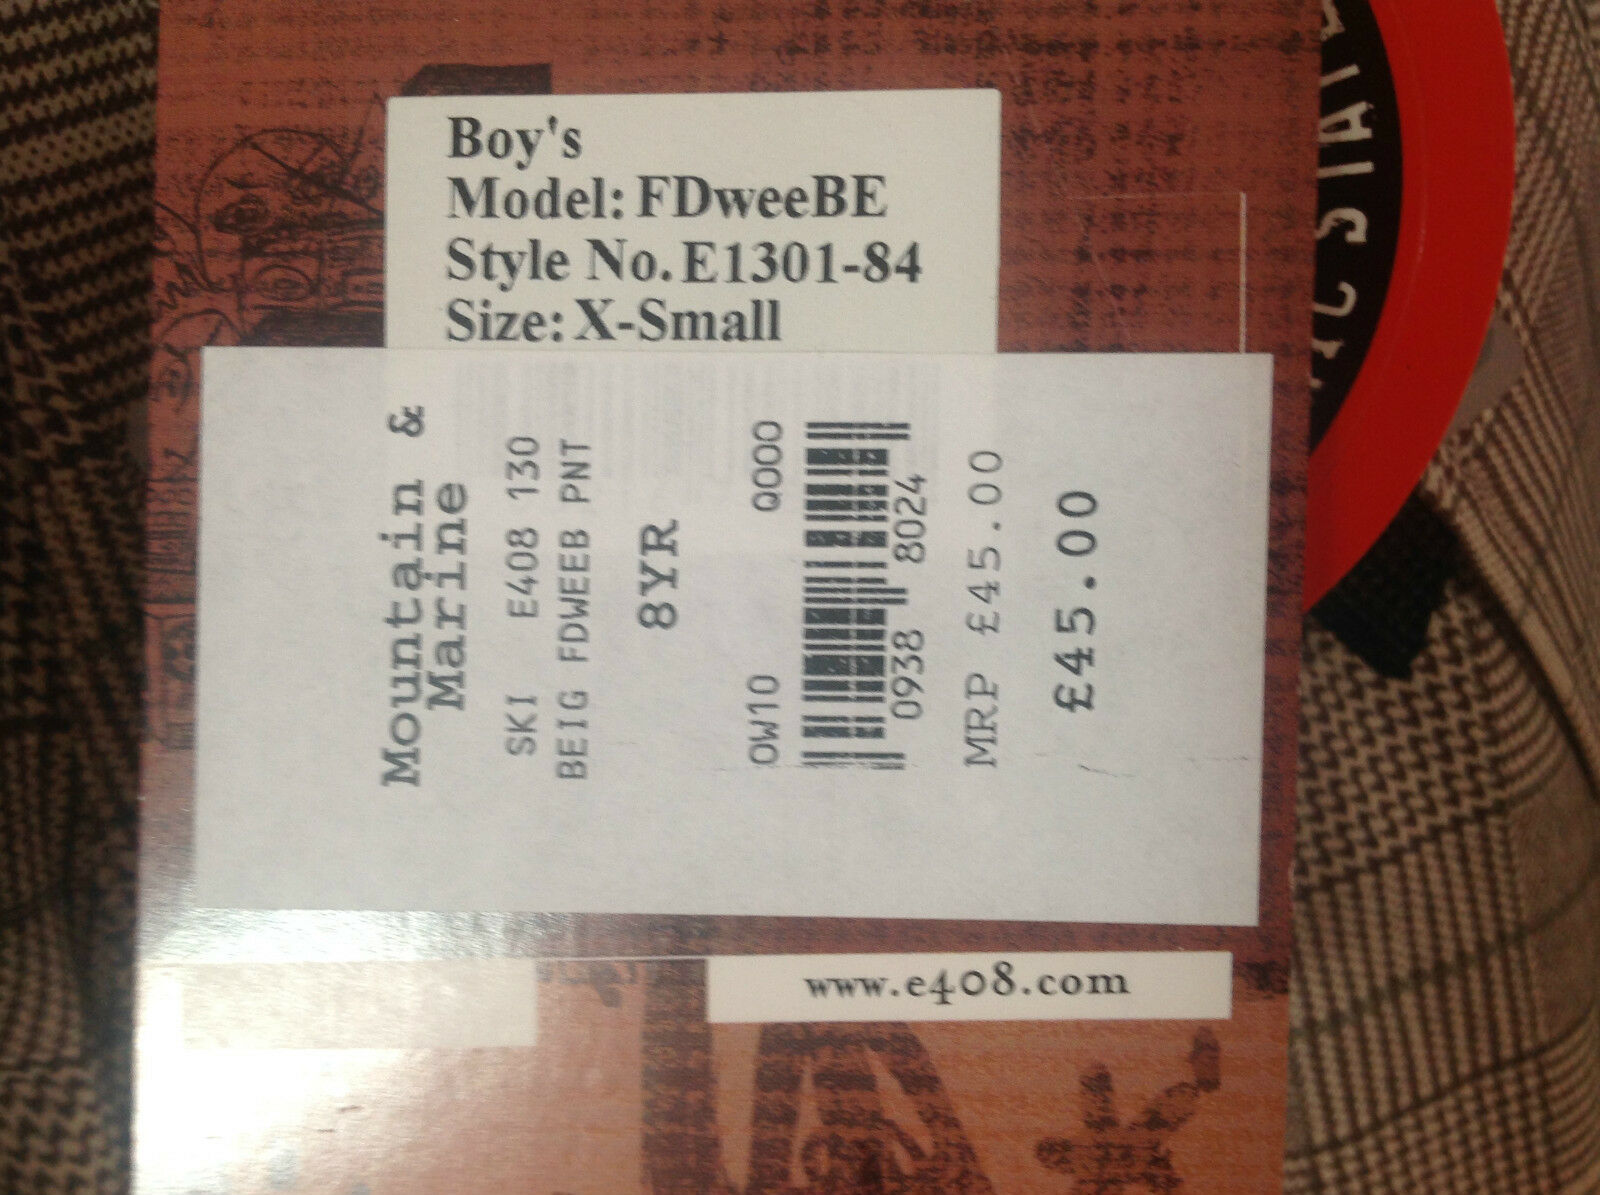 Boy's
Model: FDweeBE
Style No. E1301-84
Size: X-Small
Mountain &
Marine
SKI E408 130
BEIG FDWEEB PNT
8YR
OW10 Q000
0938 8024
MRP £45.00
£45.00
www.e408.com